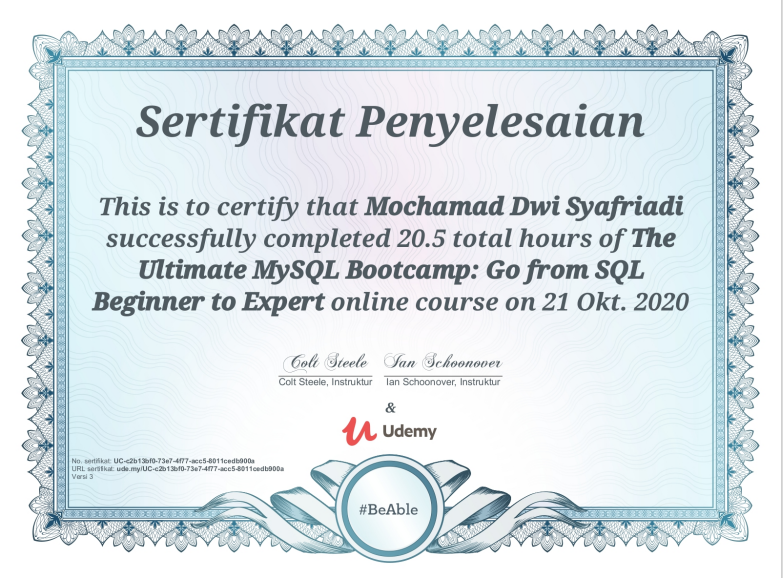 Sertifikat Penyelesaian
This is to certify that Mochamad Dwi Syafriadi
successfully completed 20.5 total hours of The
Ultimate MySQL Bootcamp: Go from SQL
Beginner to Expert online course on 21 Okt. 2020
Colt Steele Ian Schoonover
Colt Steele, Instruktur Ian Schoonover, Instruktur
&
Udemy
No. sertifikat: UC-c2b13bf0-73e7-4f77-acc5-8011cedb900a
URL sertifikat: ude.my/UC-c2b13bf0-73e7-4f77-acc5-8011cedb900a
Versi 3
#BeAble